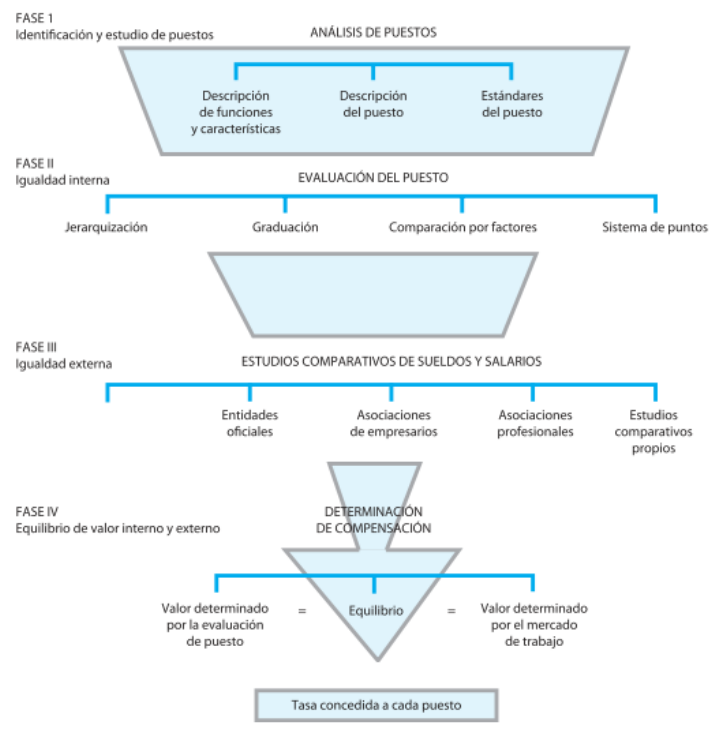 FASE 1
Identificación y estudio de puestos
ANÁLISIS DE PUESTOS
Descripción
de funciones
y características
Descripción
del puesto
Estándares
del puesto
FASE II
Igualdad interna
EVALUACIÓN DEL PUESTO
Jerarquización
Graduación
Comparación por factores
Sistema de puntos
FASE III
Igualdad externa
ESTUDIOS COMPARATIVOS DE SUELDOS Y SALARIOS
Entidades
oficiales
Asociaciones
de empresarios
Asociaciones
profesionales
Estudios
comparativos
propios
FASE IV
Equilibrio de valor interno y externo
DETERMINACIÓN
DE COMPENSACIÓN
Valor determinado
por la evaluación
de puesto
=
Equilibrio
=
Valor determinado
por el mercado
de trabajo
Tasa concedida a cada puesto